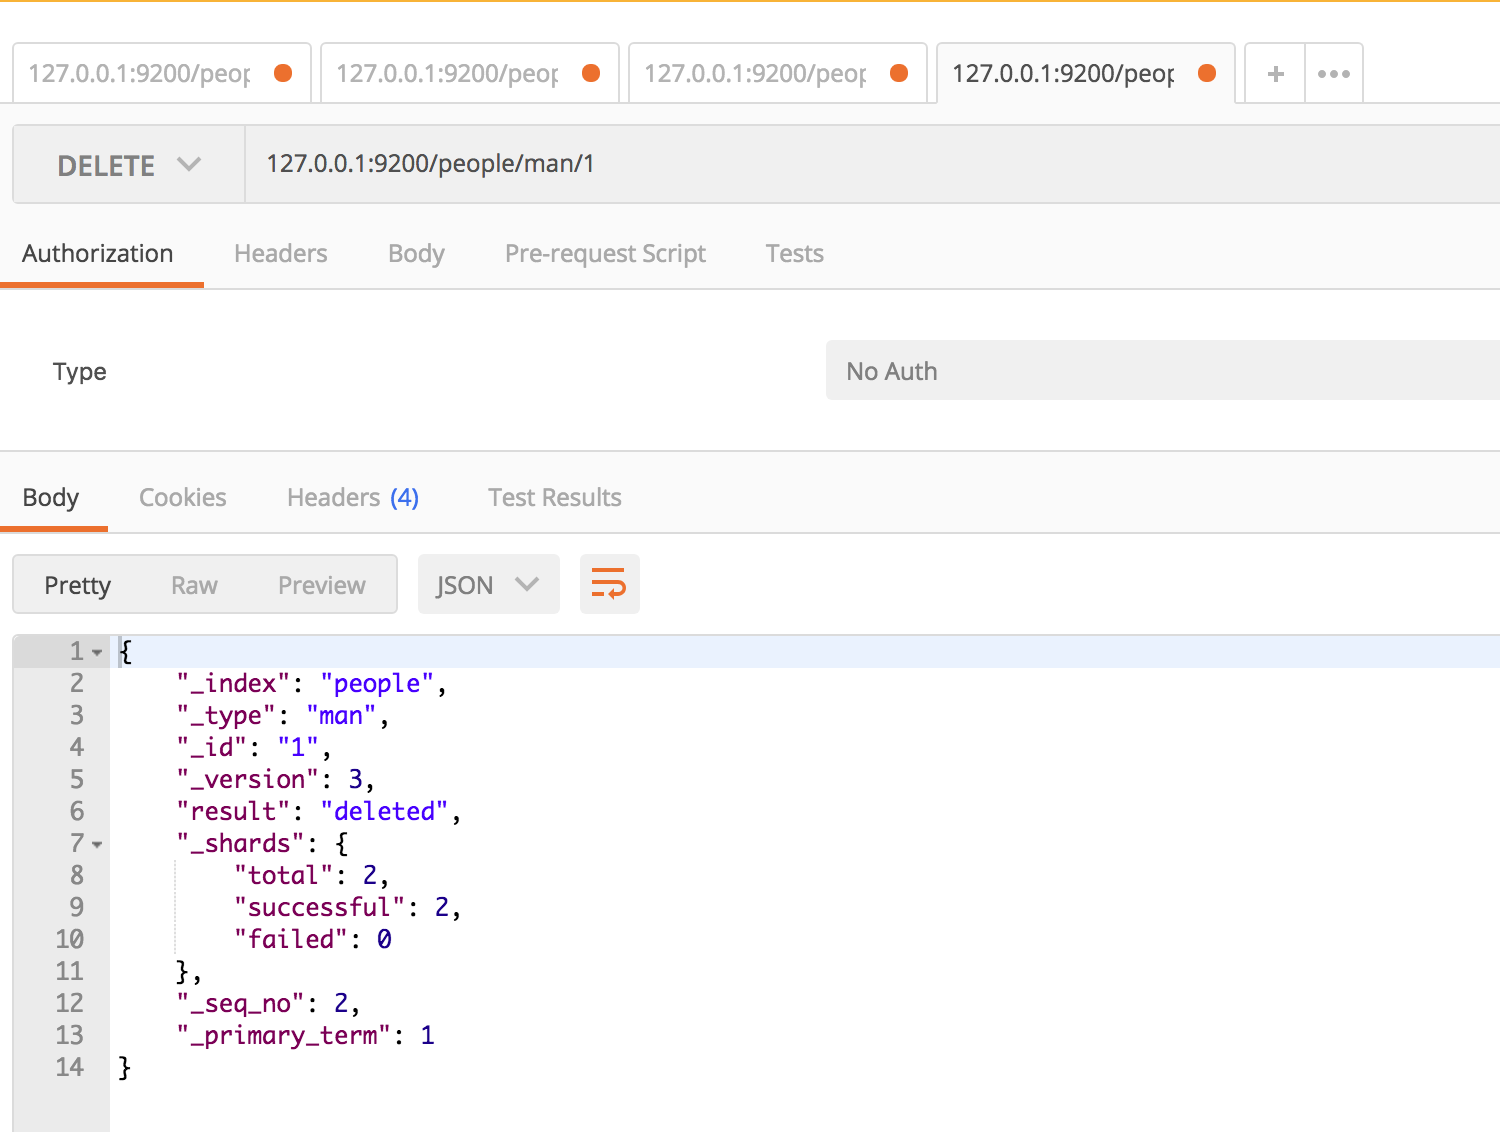 127.0.0.1:9200/peop 127.0.0.1:9200/peop 127.0.0.1:9200/peop 127.0.0.1:9200/peop + •••
DELETE 127.0.0.1:9200/people/man/1
Authorization Headers Body Pre-request Script Tests
Type No Auth
Body Cookies Headers (4) Test Results
Pretty Raw Preview JSON
1 {
2 "_index": "people",
3 "_type": "man",
4 "_id": "1",
5 "_version": 3,
6 "result": "deleted",
7 "_shards": {
8 "total": 2,
9 "successful": 2,
10 "failed": 0
11 },
12 "_seq_no": 2,
13 "_primary_term": 1
14 }